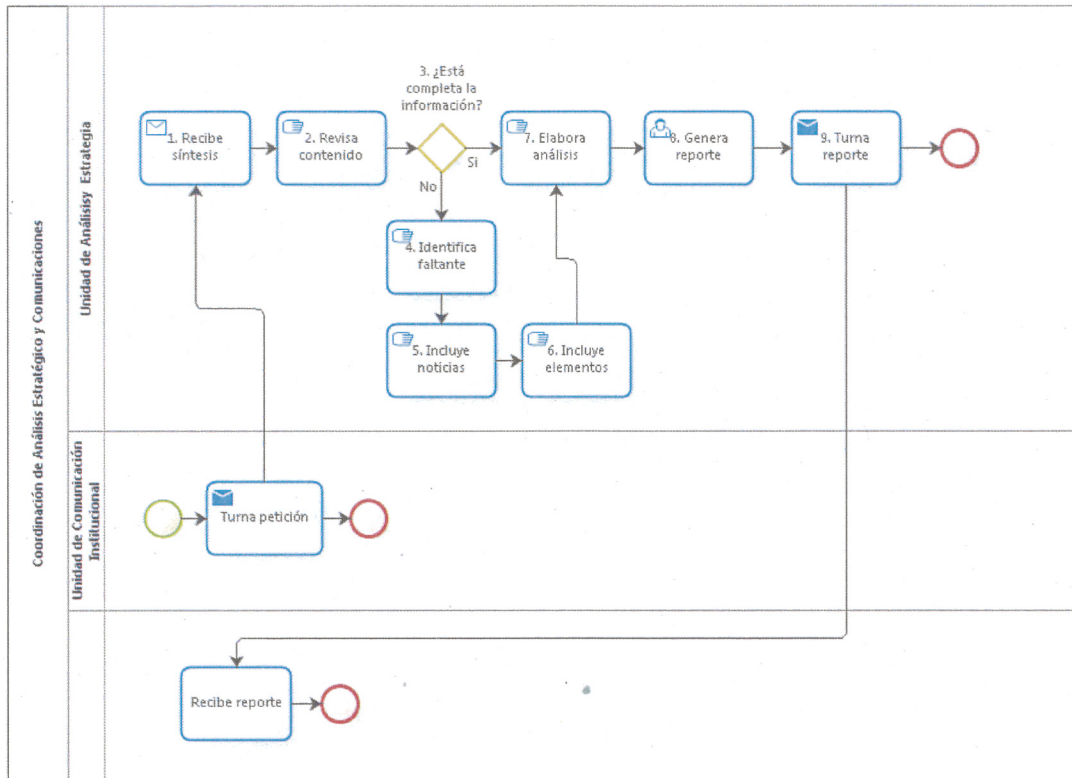 Coordinación de Análisis Estratégico y Comunicaciones
Unidad de Análisisy Estrategia
3. ¿Está
completa la
información?
1. Recibe
síntesis
2. Revisa
contenido
Si
No
7. Elabora
análisis
8. Genera
reporte
9. Turna
reporte
4. Identifica
faltante
5. Incluye
noticias
6. Incluye
elementos
Unidad de Comunicación
Institucional
Turna petición
Recibe reporte